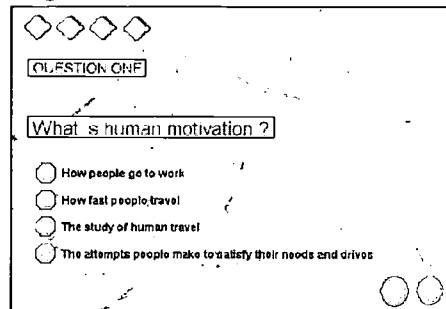 QUESTION ONE
What is human motivation ?
How people go to work
How fast people travel
The study of human travel
The attempts people make to satisfy their needs and drives